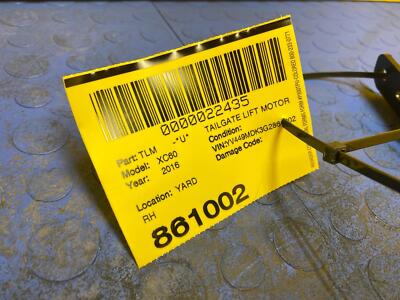 0000022435
Part: TLM -"U" TAILGATE LIFT MOTOR
Model: XC60 Condition:
Year: 2016
Damage Code:
Location: YARD
RH
861002